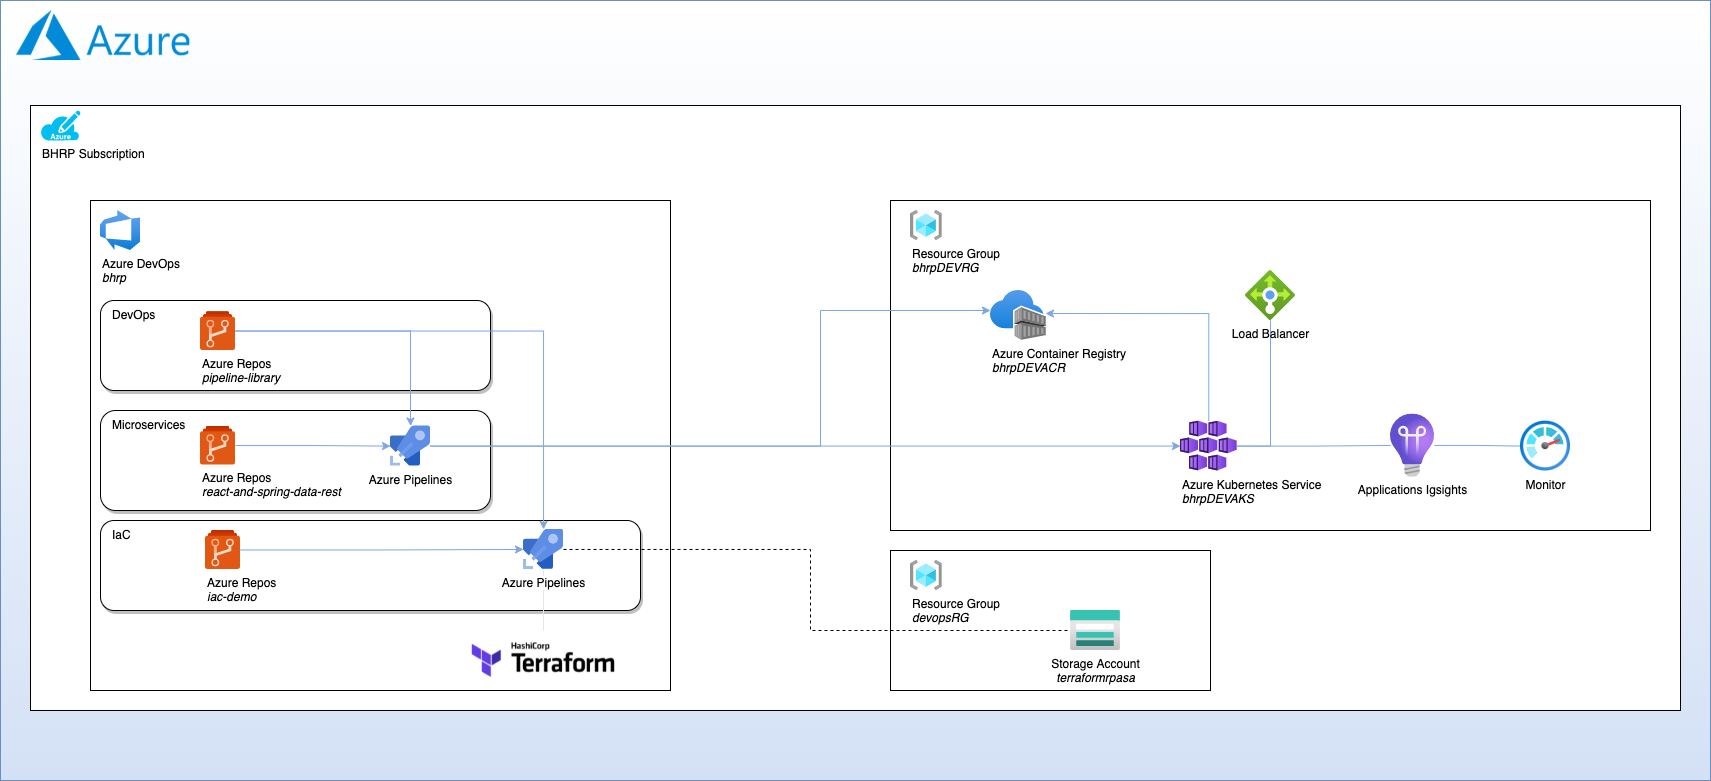 Azure
Azure
BHRP Subscription
Azure DevOps
bhrp
DevOps
Azure Repos
pipeline-library
Microservices
Azure Repos
react-and-spring-data-rest
Azure Pipelines
IaC
Azure Repos
iac-demo
Azure Pipelines
HashiCorp
Terraform
Resource Group
bhrpDEVRG
Azure Container Registry
bhrpDEVACR
Load Balancer
Azure Kubernetes Service
bhrpDEVAKS
Applications Igsights
Monitor
Resource Group
devopsRG
Storage Account
terraformrpasa